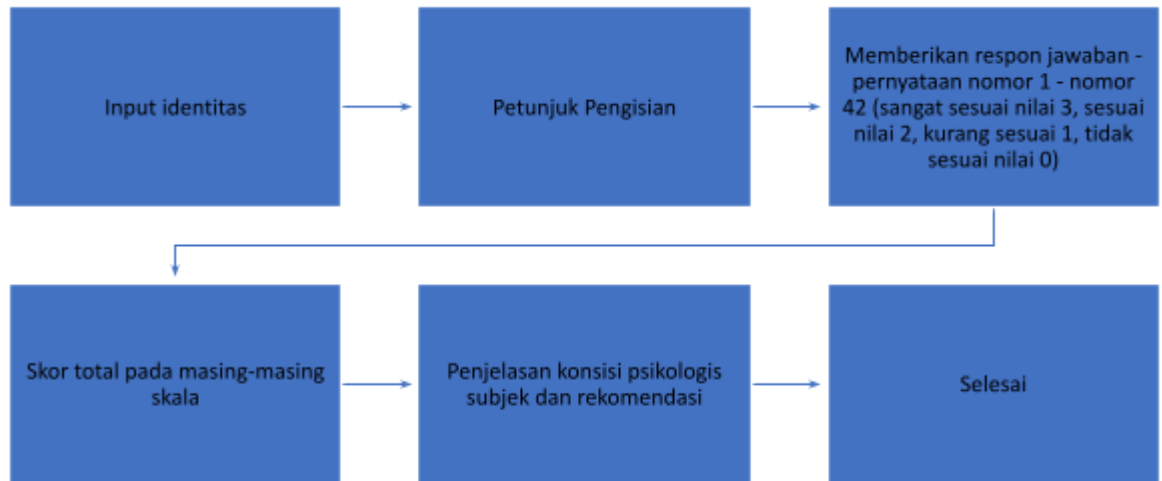 Input identitas
Petunjuk Pengisian
Memberikan respon jawaban -
pernyataan nomor 1 - nomor
42 (sangat sesuai nilai 3, sesuai
nilai 2, kurang sesuai 1, tidak
sesuai nilai 0)
Skor total pada masing-masing
skala
Penjelasan konsisi psikologis
subjek dan rekomendasi
Selesai